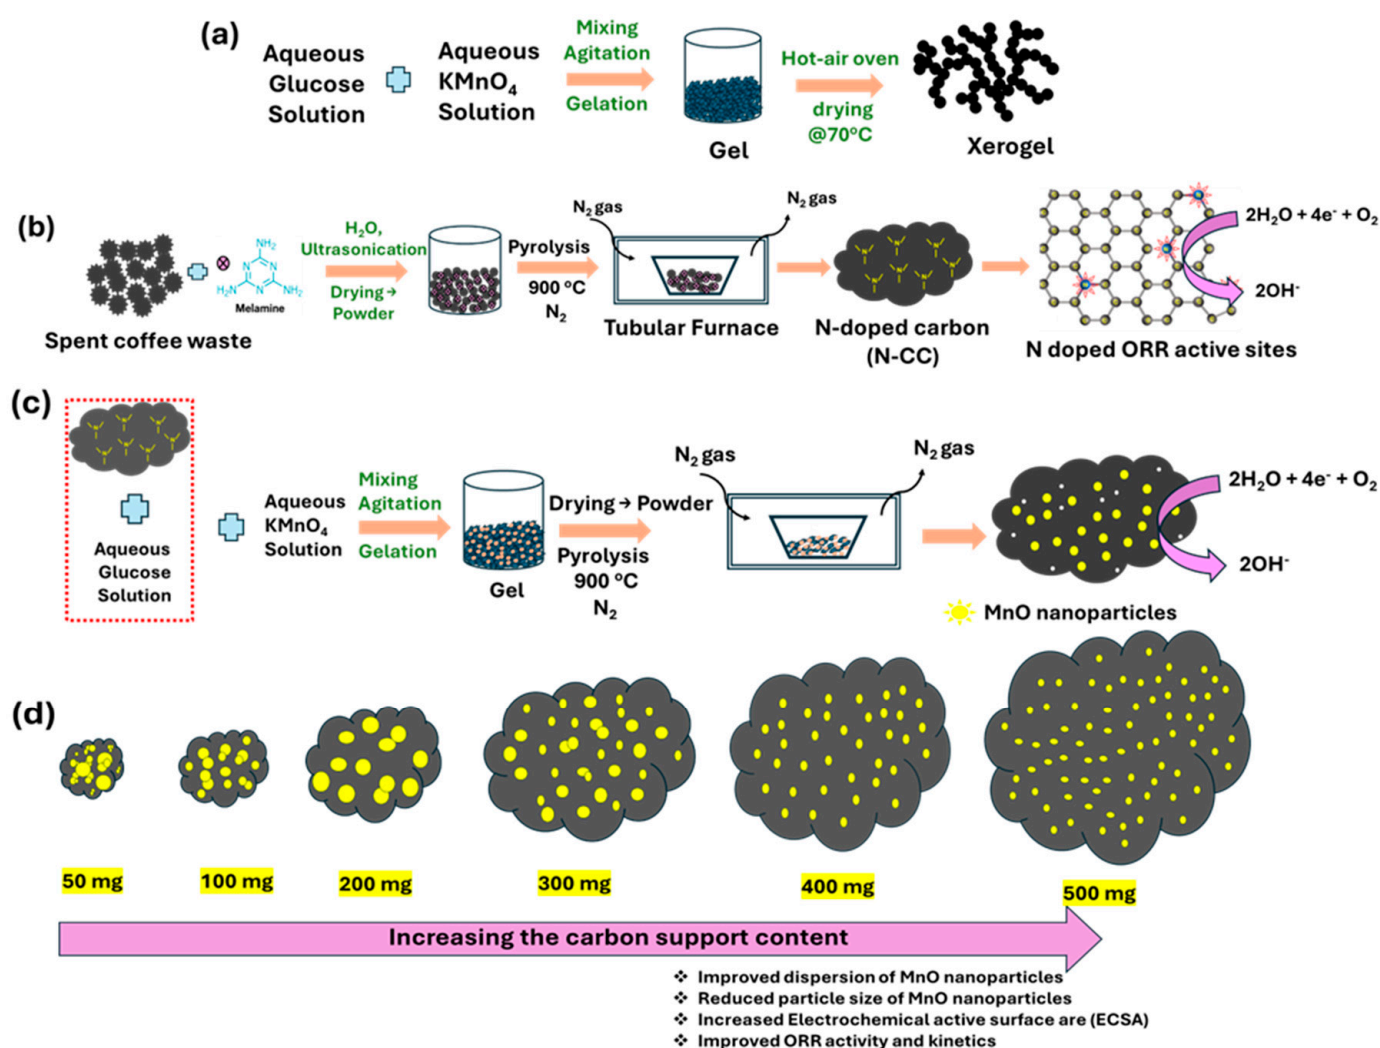 (a)
Aqueous
Glucose
Solution
Aqueous
KMnO₄
Solution
Mixing
Agitation
Gelation
Gel
Hot-air oven
drying
@70°C
Xerogel
(b)
Spent coffee waste
NH₂
N
N
N
H₂N
NH₂
Melamine
H₂O,
Ultrasonication
Drying →
Powder
Pyrolysis
900 °C
N₂
N₂ gas
N₂ gas
Tubular Furnace
N-doped carbon
(N-CC)
2H₂O + 4e⁻ + O₂
2OH⁻
N doped ORR active sites
(c)
Aqueous
Glucose
Solution
Aqueous
KMnO₄
Solution
Mixing
Agitation
Gelation
Gel
Drying → Powder
Pyrolysis
900 °C
N₂
N₂ gas
N₂ gas
2H₂O + 4e⁻ + O₂
2OH⁻
MnO nanoparticles
(d)
50 mg
100 mg
200 mg
300 mg
400 mg
500 mg
Increasing the carbon support content
❖ Improved dispersion of MnO nanoparticles
❖ Reduced particle size of MnO nanoparticles
❖ Increased Electrochemical active surface are (ECSA)
❖ Improved ORR activity and kinetics